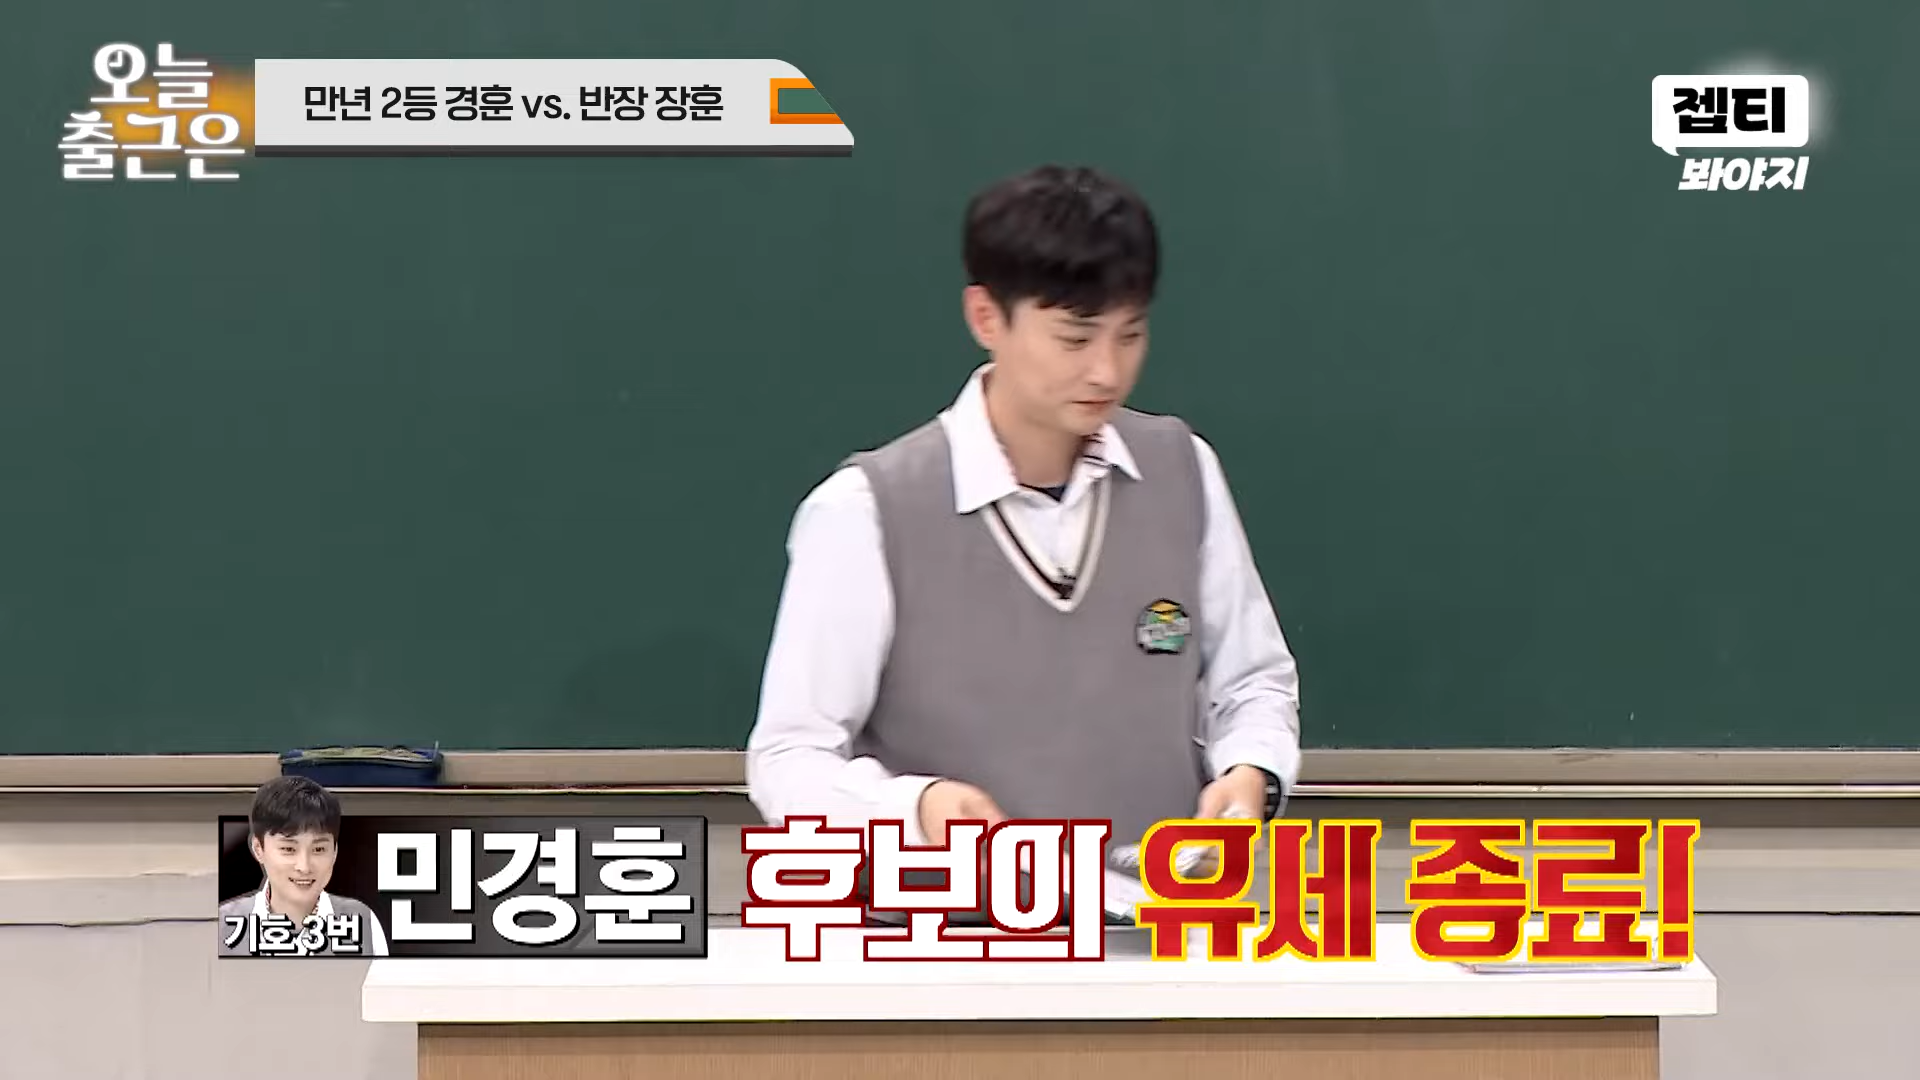 오늘
출근은
만년 2등 경훈 vs. 반장 장훈
젭티
봐야지
기호 3번
민경훈 후보의 유세 종료!